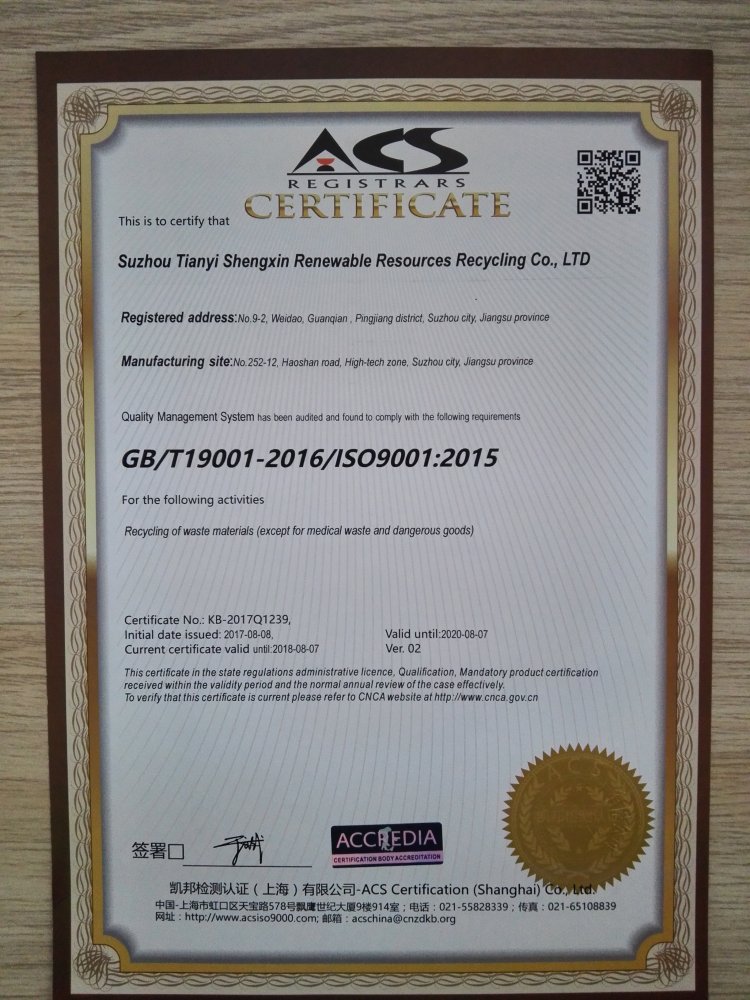 ACS
REGISTRARS
CERTIFICATE
This is to certify that
Suzhou Tianyi Shengxin Renewable Resources Recycling Co., LTD
Registered address:No.9-2, Weidao, Guanqian , Pingjiang district, Suzhou city, Jiangsu province
Manufacturing site:No.252-12, Haoshan road, High-tech zone, Suzhou city, Jiangsu province
Quality Management System has been audited and found to comply with the following requirements
GB/T19001-2016/ISO9001:2015
For the following activities
Recycling of waste materials (except for medical waste and dangerous goods)
Certificate No.: KB-2017Q1239,
Initial date issued: 2017-08-08, Valid until:2020-08-07
Current certificate valid until:2018-08-07 Ver. 02
This certificate in the state regulations administrative licence, Qualification, Mandatory product certification
received within the validity period and the normal annual review of the case effectively.
To verify that this certificate is current please refer to CNCA website at http://www.cnca.gov.cn
ACS
签署□
ACCREDIA
CERTIFICATION BODY ACCREDITATION
凯邦检测认证（上海）有限公司-ACS Certification (Shanghai) Co., Ltd.
中国-上海市虹口区天宝路578号飘鹰世纪大厦9楼914室；电话：021-55828339；传真：021-65108839
网址：http://www.acsiso9000.com; 邮箱：acschina@cnzdkb.org